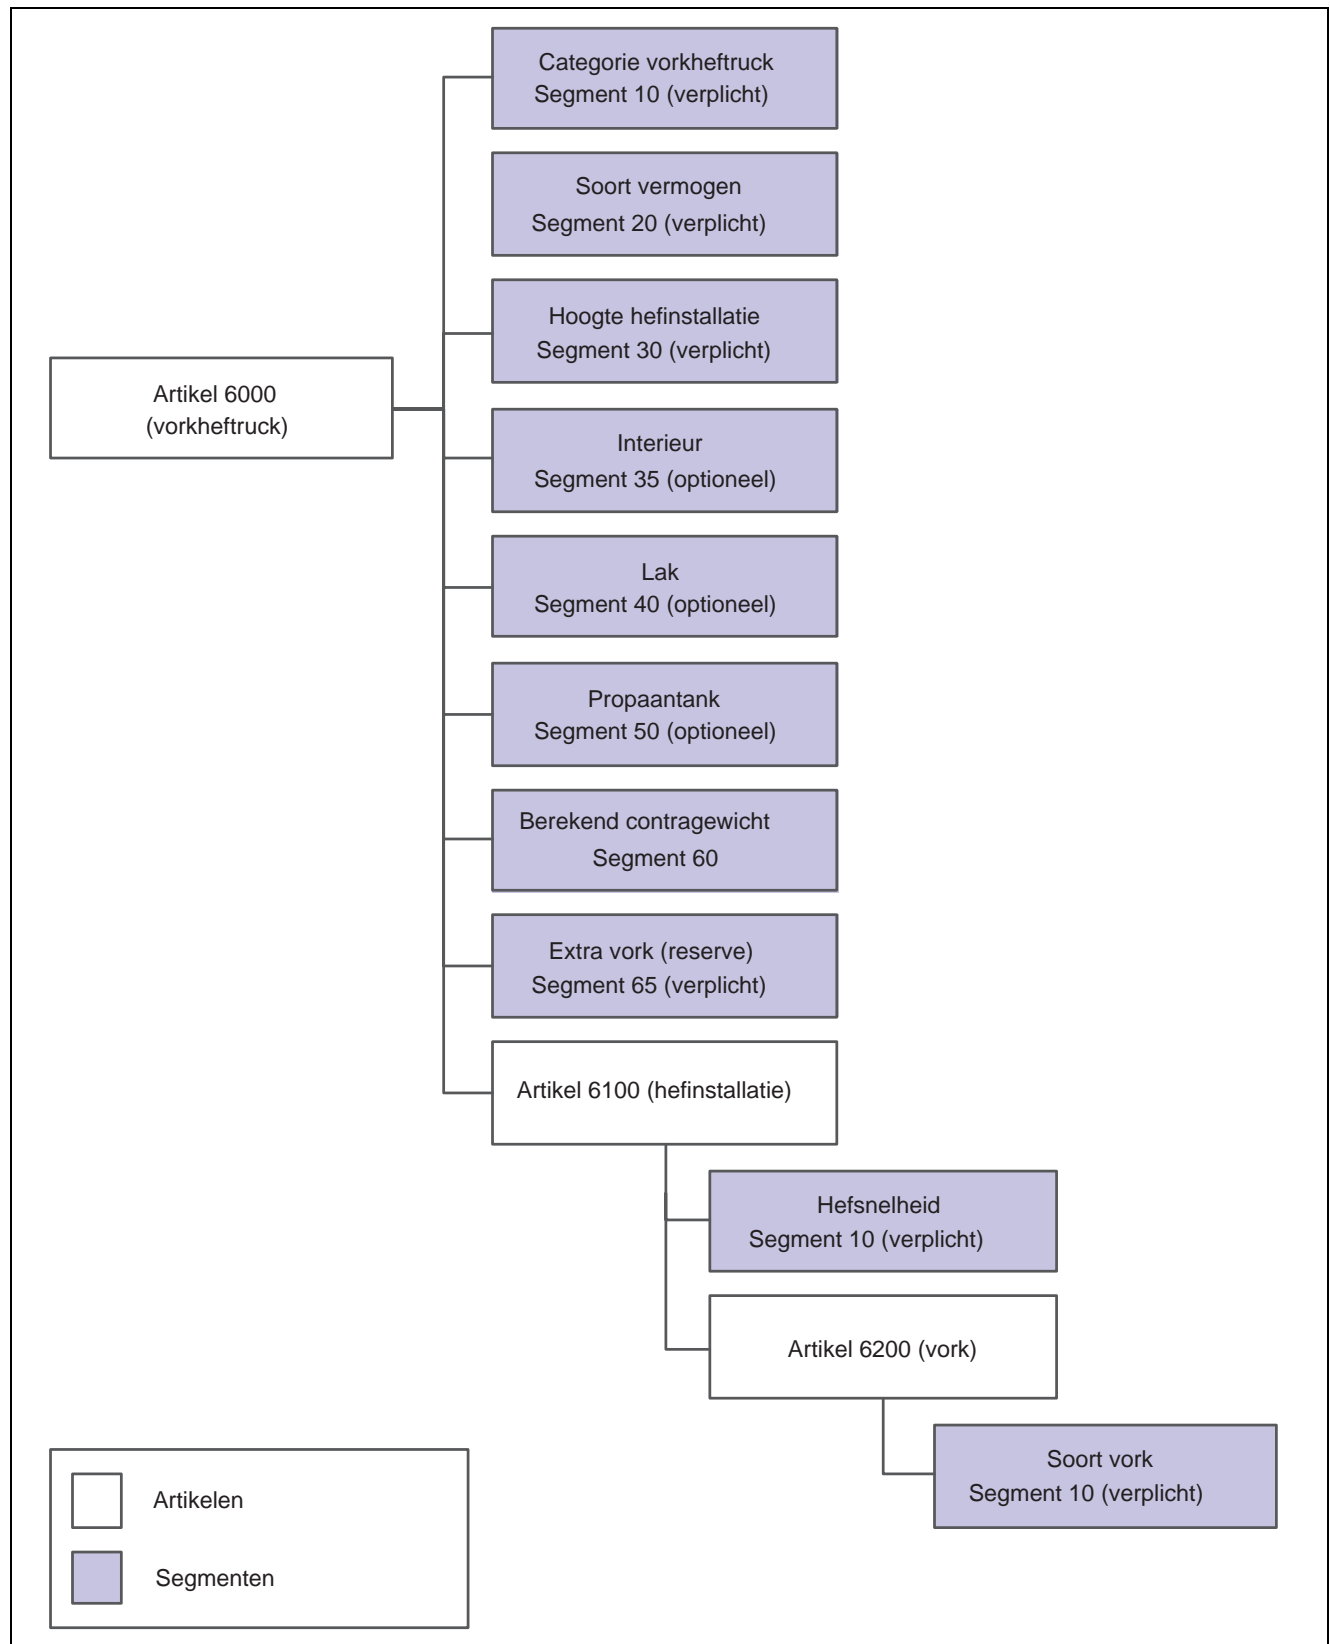 Categorie vorkheftruck
Segment 10 (verplicht)
Soort vermogen
Segment 20 (verplicht)
Hoogte hefinstallatie
Segment 30 (verplicht)
Artikel 6000
(vorkheftruck)
Interieur
Segment 35 (optioneel)
Lak
Segment 40 (optioneel)
Propaantank
Segment 50 (optioneel)
Berekend contragewicht
Segment 60
Extra vork (reserve)
Segment 65 (verplicht)
Artikel 6100 (hefinstallatie)
Hefsnelheid
Segment 10 (verplicht)
Artikel 6200 (vork)
Soort vork
Segment 10 (verplicht)
Artikelen
Segmenten